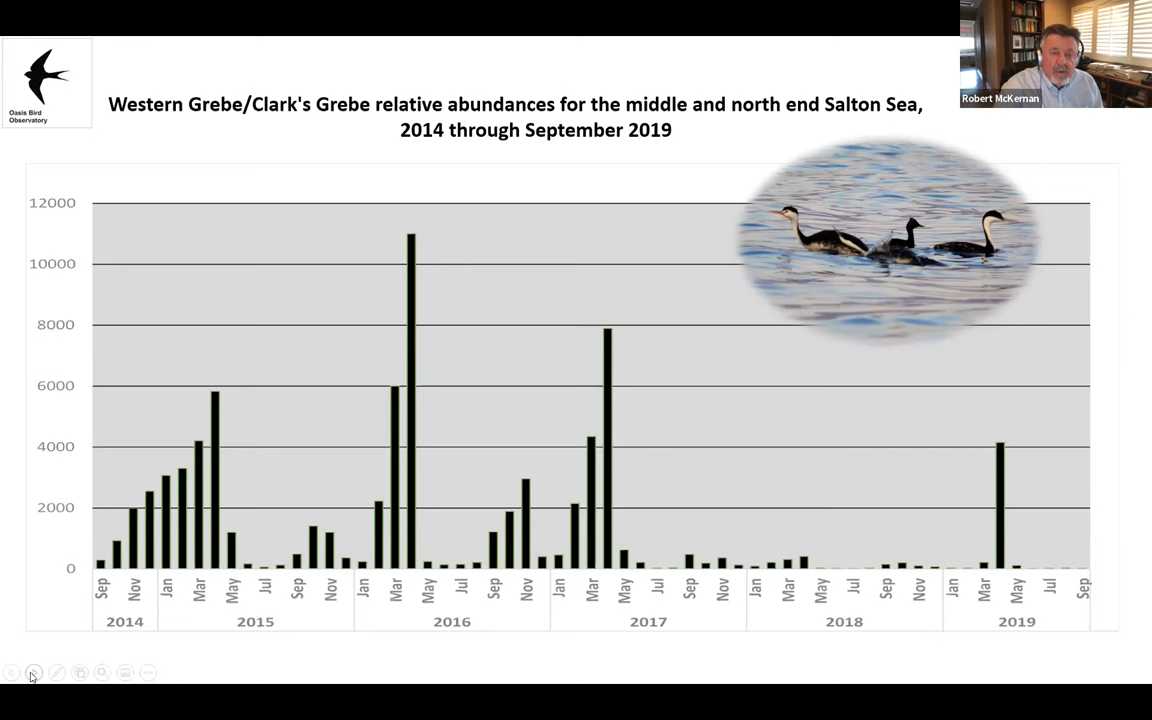 Oasis Bird
Observatory
Western Grebe/Clark's Grebe relative abundances for the middle and north end Salton Sea,
2014 through September 2019
Robert McKernan
12000
10000
8000
6000
4000
2000
0
Sep Nov Jan Mar May Jul Sep Nov Jan Mar May Jul Sep Nov Jan Mar May Jul Sep Nov Jan Mar May Jul Sep Nov Jan Mar May Jul Sep
2014 2015 2016 2017 2018 2019